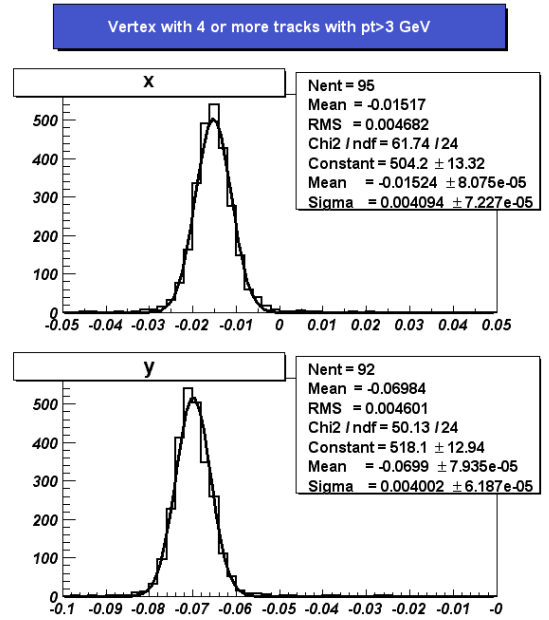 Vertex with 4 or more tracks with pt>3 GeV
x
Nent = 95
Mean = -0.01517
RMS = 0.004682
Chi2 / ndf = 61.74 / 24
Constant = 504.2 ± 13.32
Mean = -0.01524 ± 8.075e-05
Sigma = 0.004094 ± 7.227e-05
500
400
300
200
100
0
-0.05 -0.04 -0.03 -0.02 -0.01 0 0.01 0.02 0.03 0.04 0.05
y
Nent = 92
Mean = -0.06984
RMS = 0.004601
Chi2 / ndf = 50.13 / 24
Constant = 518.1 ± 12.94
Mean = -0.0699 ± 7.935e-05
Sigma = 0.004002 ± 6.187e-05
500
400
300
200
100
0
-0.1 -0.09 -0.08 -0.07 -0.06 -0.05 -0.04 -0.03 -0.02 -0.01 -0